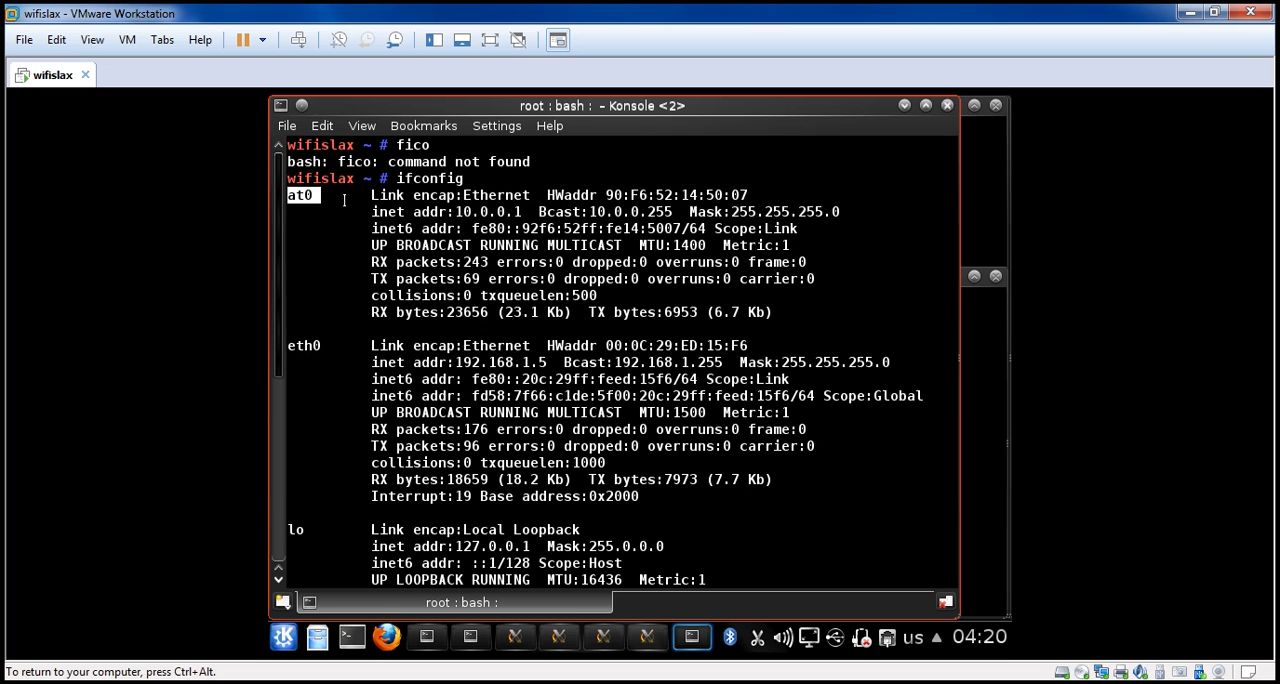 wifislax - VMware Workstation
File Edit View VM Tabs Help
wifislax
root : bash : - Konsole <2>
File Edit View Bookmarks Settings Help
wifislax ~ # fico
bash: fico: command not found
wifislax ~ # ifconfig
at0 Link encap:Ethernet HWaddr 90:F6:52:14:50:07
inet addr:10.0.0.1 Bcast:10.0.0.255 Mask:255.255.255.0
inet6 addr: fe80::92f6:52ff:fe14:5007/64 Scope:Link
UP BROADCAST RUNNING MULTICAST MTU:1400 Metric:1
RX packets:243 errors:0 dropped:0 overruns:0 frame:0
TX packets:69 errors:0 dropped:0 overruns:0 carrier:0
collisions:0 txqueuelen:500
RX bytes:23656 (23.1 Kb) TX bytes:6953 (6.7 Kb)
eth0 Link encap:Ethernet HWaddr 00:0C:29:ED:15:F6
inet addr:192.168.1.5 Bcast:192.168.1.255 Mask:255.255.255.0
inet6 addr: fe80::20c:29ff:feed:15f6/64 Scope:Link
inet6 addr: fd58:7f66:c1de:5f00:20c:29ff:feed:15f6/64 Scope:Global
UP BROADCAST RUNNING MULTICAST MTU:1500 Metric:1
RX packets:176 errors:0 dropped:0 overruns:0 frame:0
TX packets:96 errors:0 dropped:0 overruns:0 carrier:0
collisions:0 txqueuelen:1000
RX bytes:18659 (18.2 Kb) TX bytes:7973 (7.7 Kb)
Interrupt:19 Base address:0x2000
lo Link encap:Local Loopback
inet addr:127.0.0.1 Mask:255.0.0.0
inet6 addr: ::1/128 Scope:Host
UP LOOPBACK RUNNING MTU:16436 Metric:1
root : bash :
us 04:20
To return to your computer, press Ctrl+Alt.